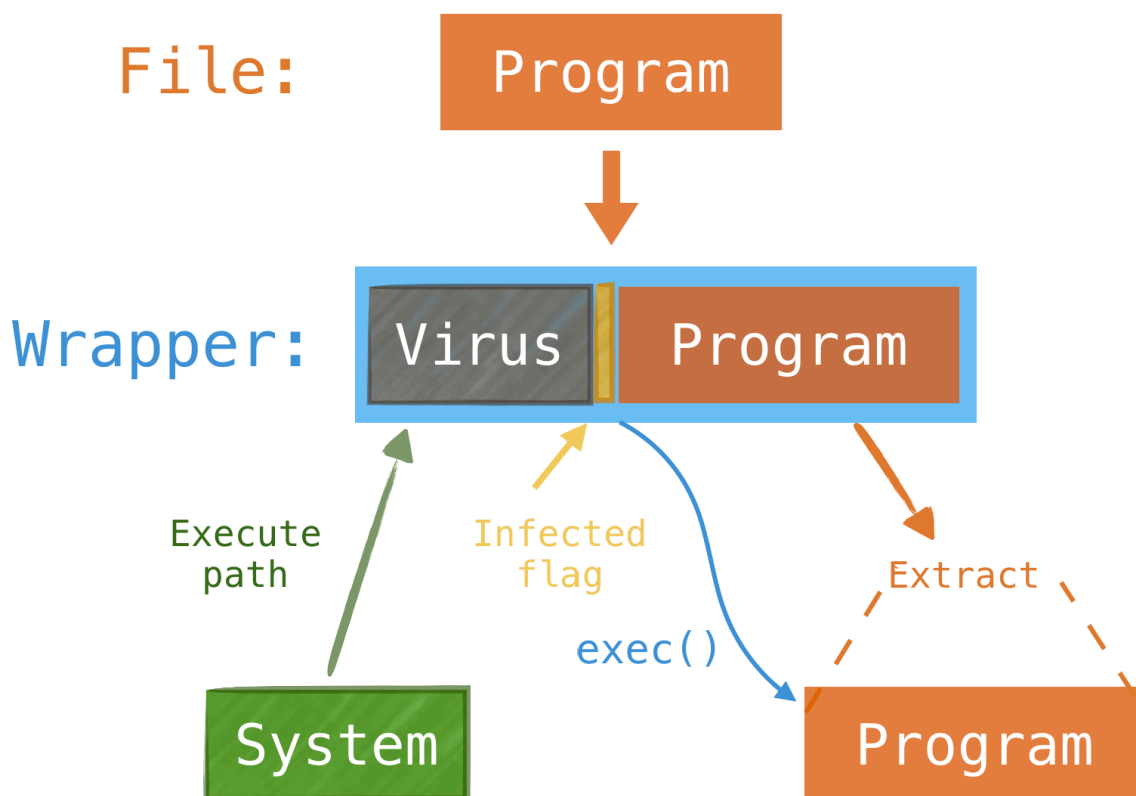 File:
Program
Wrapper:
Virus
Program
Execute
path
Infected
flag
Extract
exec()
System
Program